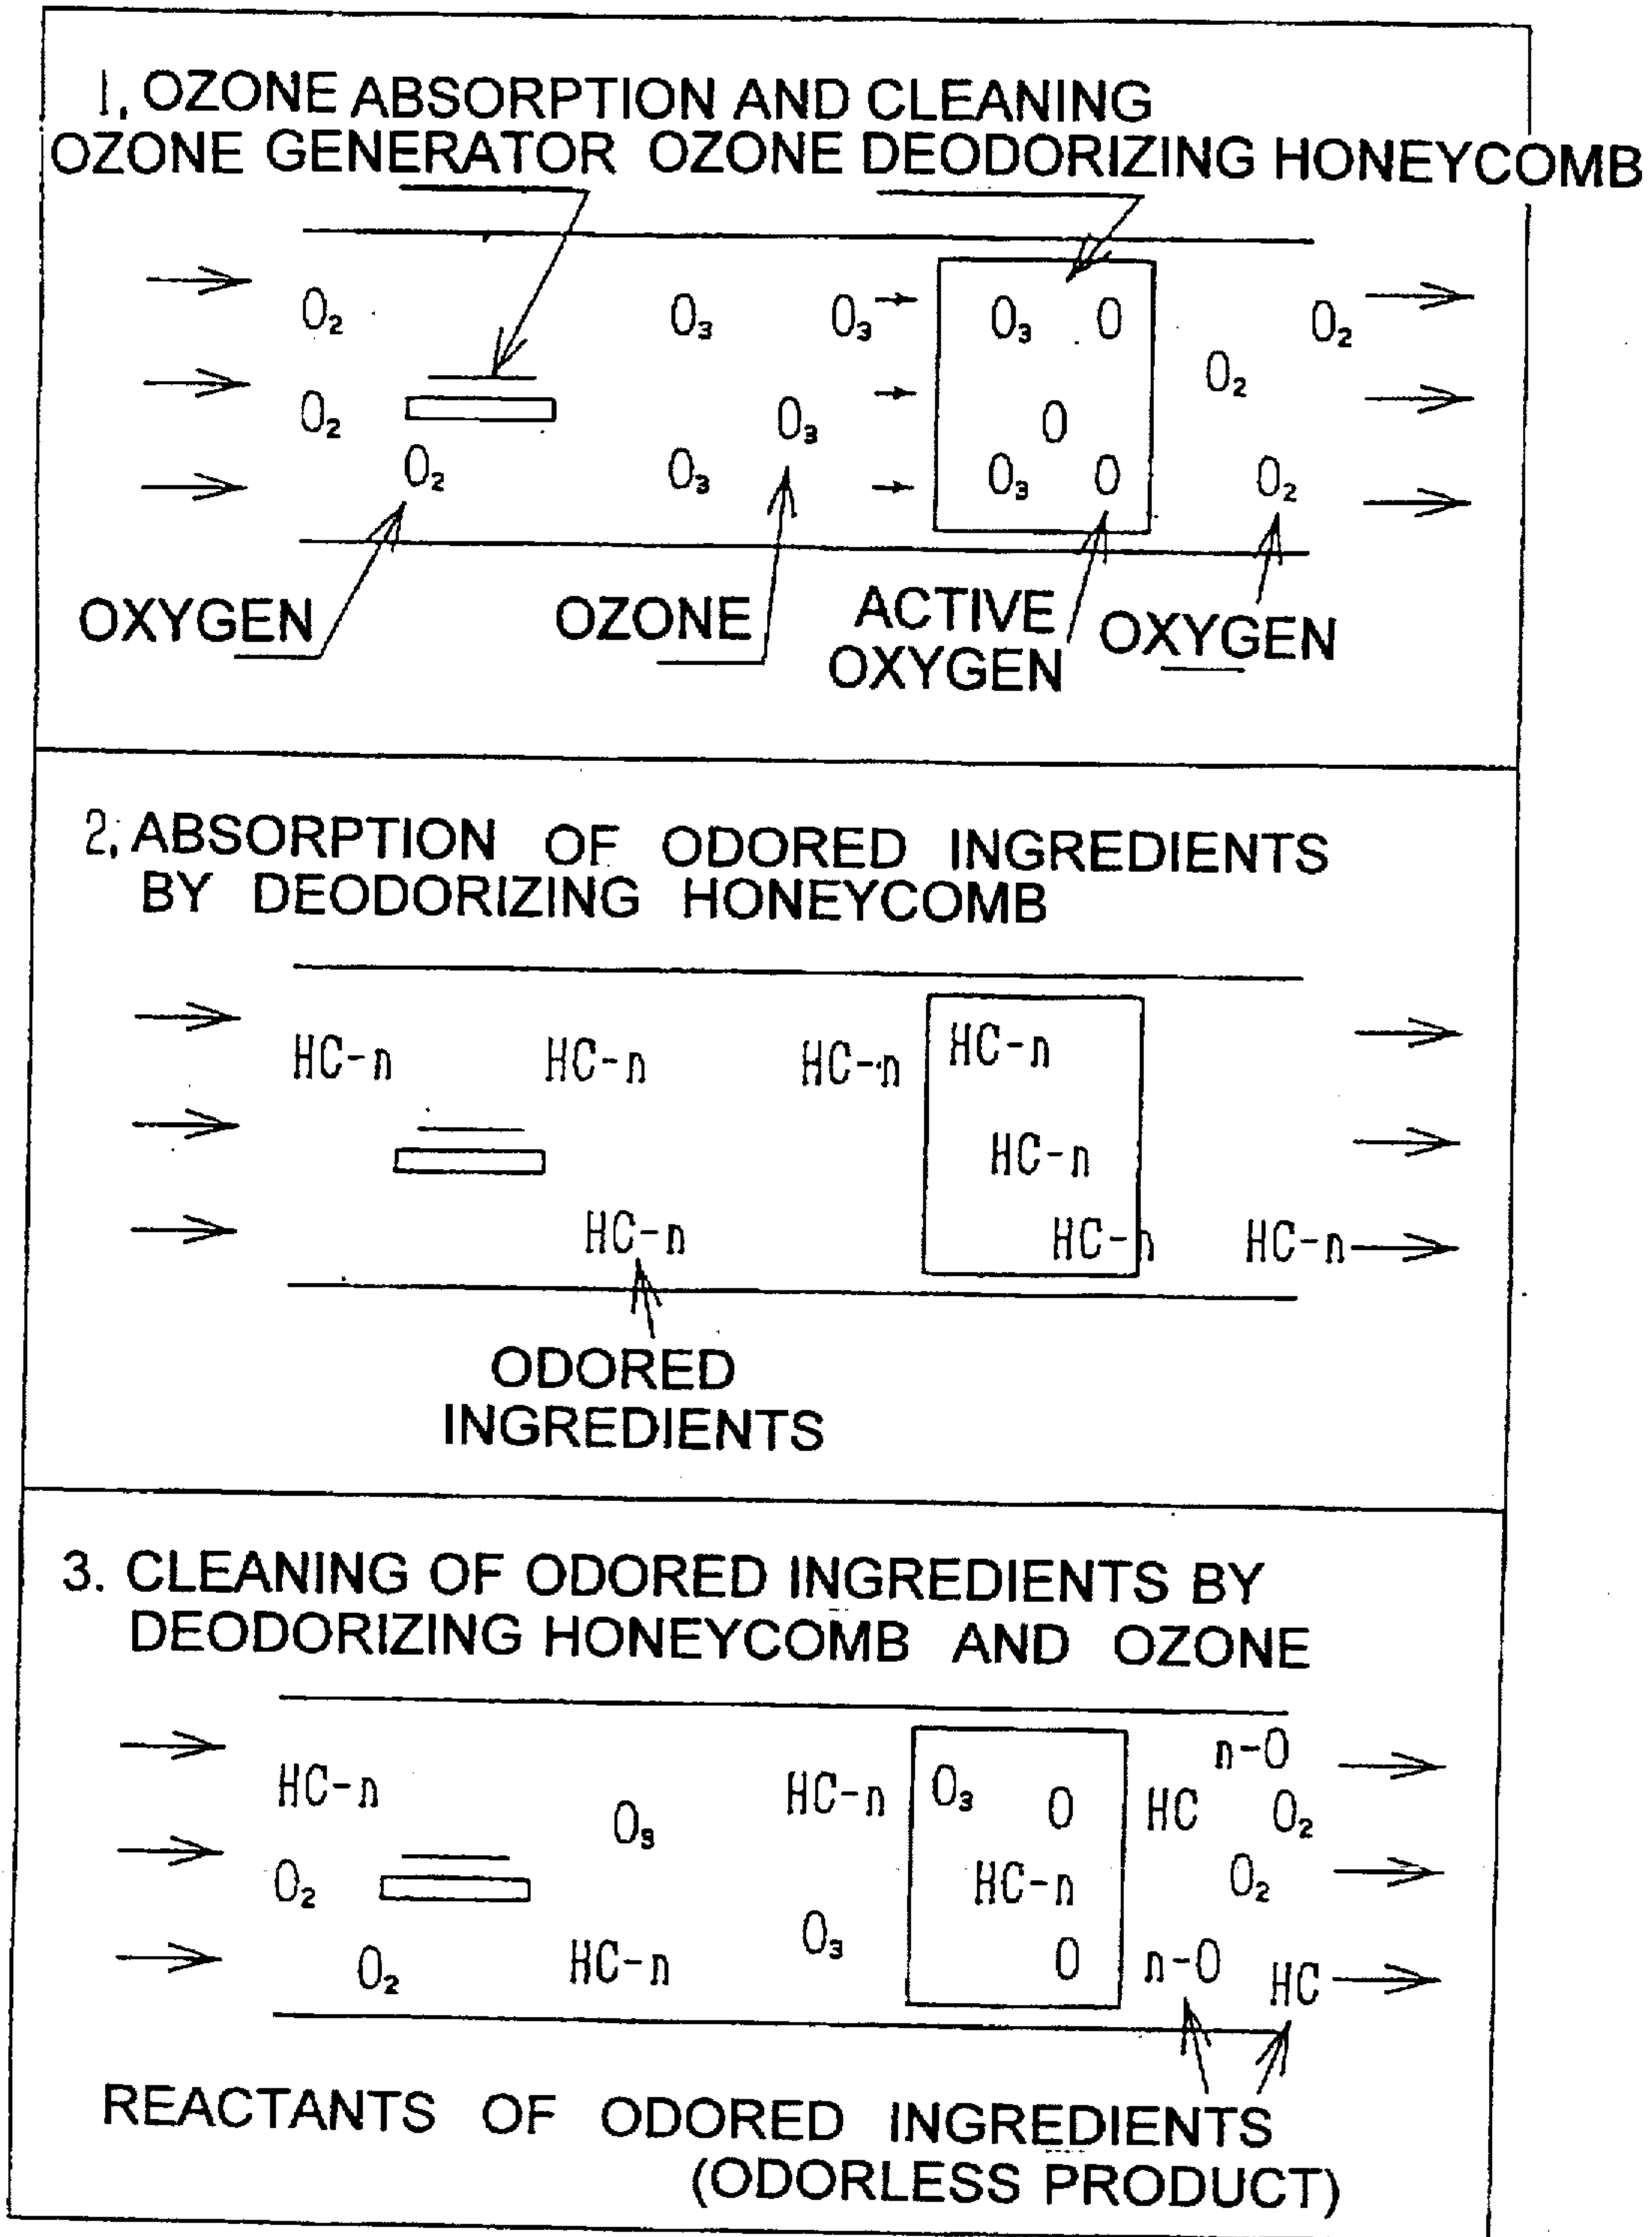 1, OZONE ABSORPTION AND CLEANING
OZONE GENERATOR OZONE DEODORIZING HONEYCOMB
O₂ O₃ O₃ O₃ O O₂
O₂
O₂ O₃ O
O₂ O₃ O₃ O O₂
OXYGEN OZONE ACTIVE OXYGEN OXYGEN
2, ABSORPTION OF ODORED INGREDIENTS
BY DEODORIZING HONEYCOMB
HC-n HC-n HC-n HC-n
HC-n
HC-n HC-n HC-n
ODORED
INGREDIENTS
3. CLEANING OF ODORED INGREDIENTS BY
DEODORIZING HONEYCOMB AND OZONE
n-O
HC-n O₃ HC-n O₃ O HC O₂
O₂ HC-n O₂
O₂ HC-n O₃ O n-O HC
REACTANTS OF ODORED INGREDIENTS
(ODORLESS PRODUCT)